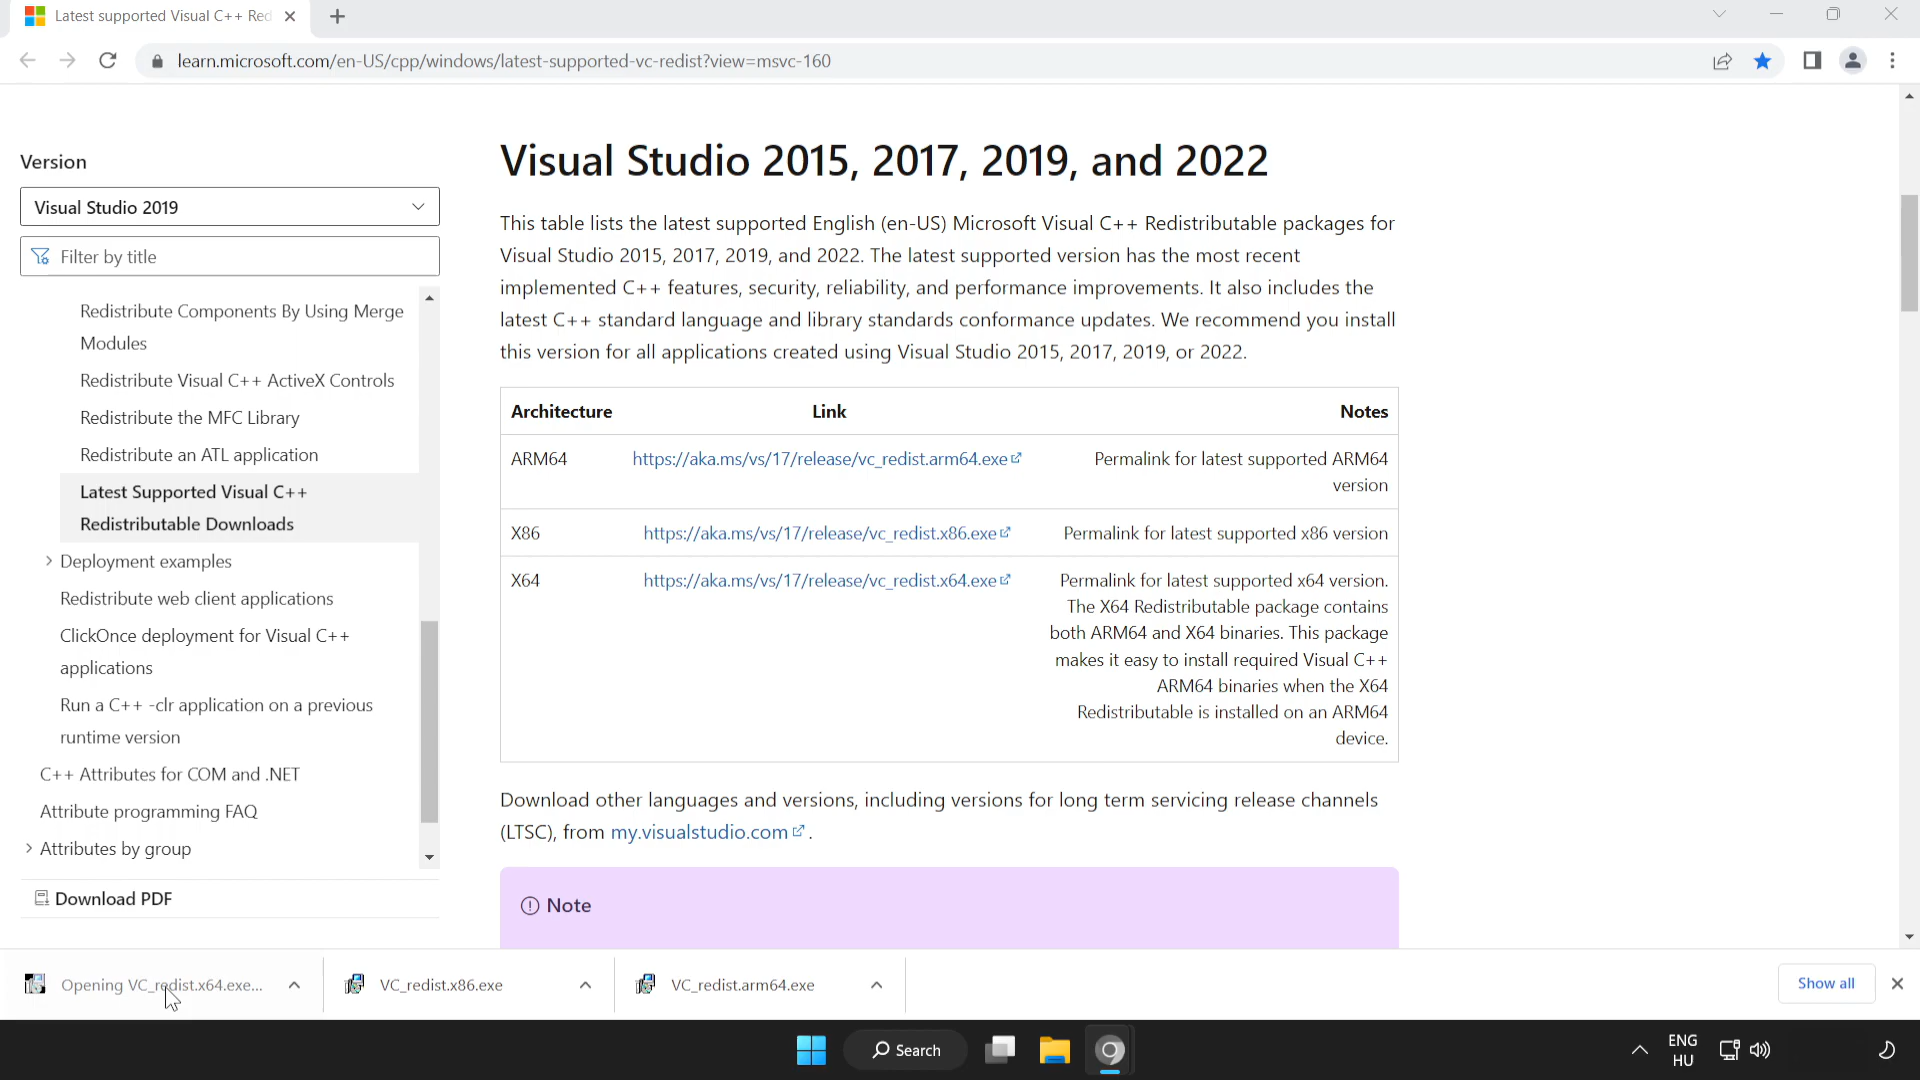 Latest supported Visual C++ Red
learn.microsoft.com/en-US/cpp/windows/latest-supported-vc-redist?view=msvc-160
Version
Visual Studio 2019
Filter by title
Redistribute Components By Using Merge
Modules
Redistribute Visual C++ ActiveX Controls
Redistribute the MFC Library
Redistribute an ATL application
Latest Supported Visual C++
Redistributable Downloads
Deployment examples
Redistribute web client applications
ClickOnce deployment for Visual C++
applications
Run a C++ -clr application on a previous
runtime version
C++ Attributes for COM and .NET
Attribute programming FAQ
Attributes by group
Download PDF
Visual Studio 2015, 2017, 2019, and 2022
This table lists the latest supported English (en-US) Microsoft Visual C++ Redistributable packages for
Visual Studio 2015, 2017, 2019, and 2022. The latest supported version has the most recent
implemented C++ features, security, reliability, and performance improvements. It also includes the
latest C++ standard language and library standards conformance updates. We recommend you install
this version for all applications created using Visual Studio 2015, 2017, 2019, or 2022.
Architecture Link Notes
ARM64 https://aka.ms/vs/17/release/vc_redist.arm64.exe Permalink for latest supported ARM64
version
X86 https://aka.ms/vs/17/release/vc_redist.x86.exe Permalink for latest supported x86 version
X64 https://aka.ms/vs/17/release/vc_redist.x64.exe Permalink for latest supported x64 version.
The X64 Redistributable package contains
both ARM64 and X64 binaries. This package
makes it easy to install required Visual C++
ARM64 binaries when the X64
Redistributable is installed on an ARM64
device.
Download other languages and versions, including versions for long term servicing release channels
(LTSC), from my.visualstudio.com .
Note
Opening VC_redist.x64.exe... VC_redist.x86.exe VC_redist.arm64.exe Show all
Search
ENG
HU